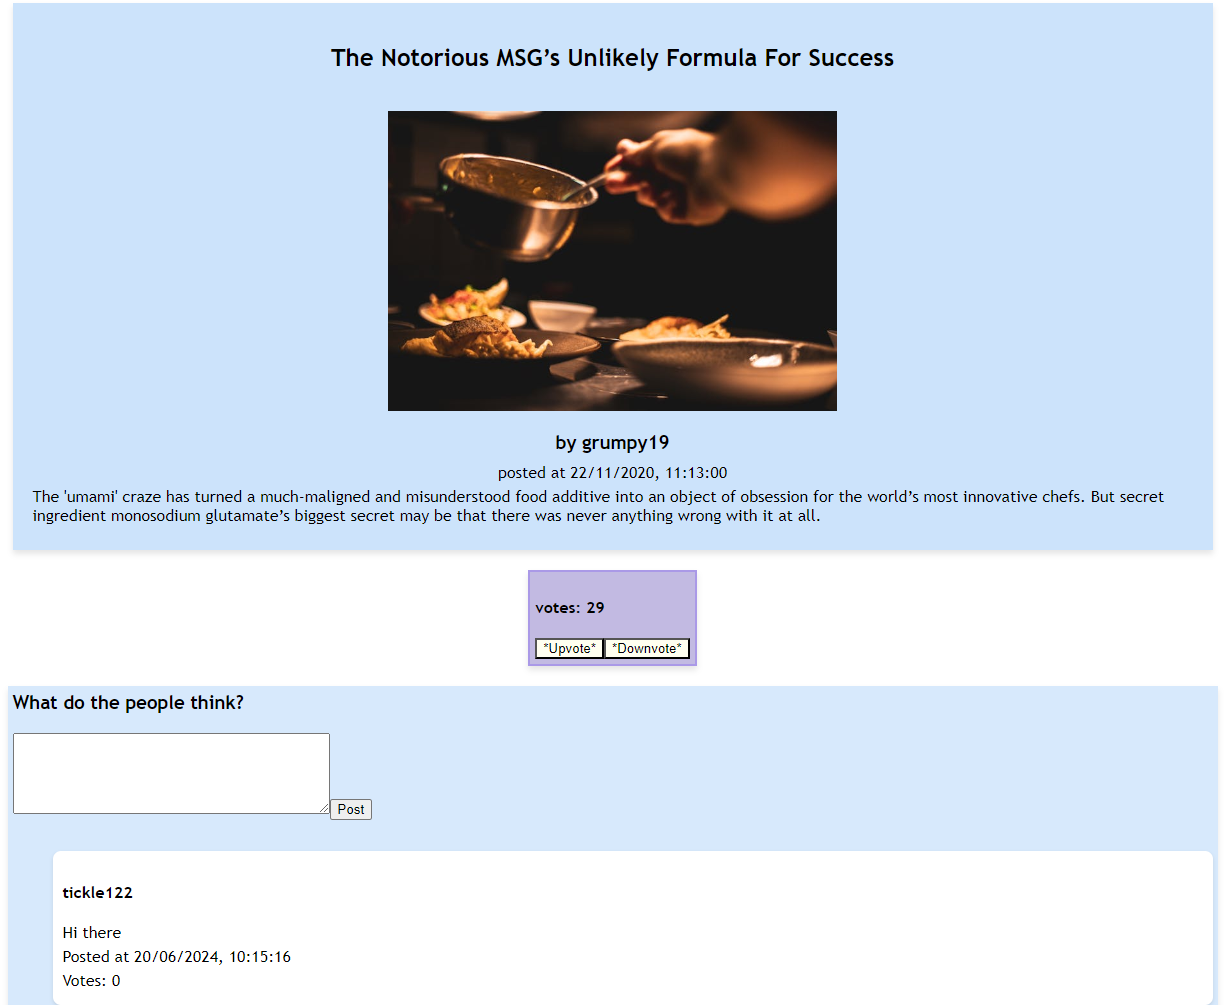 The Notorious MSG’s Unlikely Formula For Success
by grumpy19
posted at 22/11/2020, 11:13:00
The 'umami' craze has turned a much-maligned and misunderstood food additive into an object of obsession for the world’s most innovative chefs. But secret
ingredient monosodium glutamate’s biggest secret may be that there was never anything wrong with it at all.
votes: 29
*Upvote* *Downvote*
What do the people think?
Post
tickle122
Hi there
Posted at 20/06/2024, 10:15:16
Votes: 0